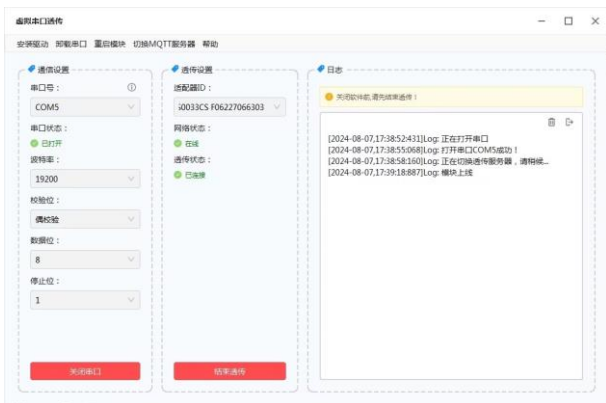 虚拟串口透传
安装驱动 卸载串口 重启模块 切换MQTT服务器 帮助
通信设置
串口号：
COM5
串口状态：
已打开
波特率：
19200
校验位：
偶校验
数据位：
8
停止位：
1
关闭串口
透传设置
适配器ID：
i0033CS F06227066303
网络状态：
在线
透传状态：
已连接
结束透传
日志
关闭软件前,请先结束透传！
[2024-08-07,17:38:52:431]Log: 正在打开串口
[2024-08-07,17:38:55:068]Log: 打开串口COM5成功！
[2024-08-07,17:38:58:160]Log: 正在切换透传服务器，请稍候...
[2024-08-07,17:39:18:887]Log: 模块上线